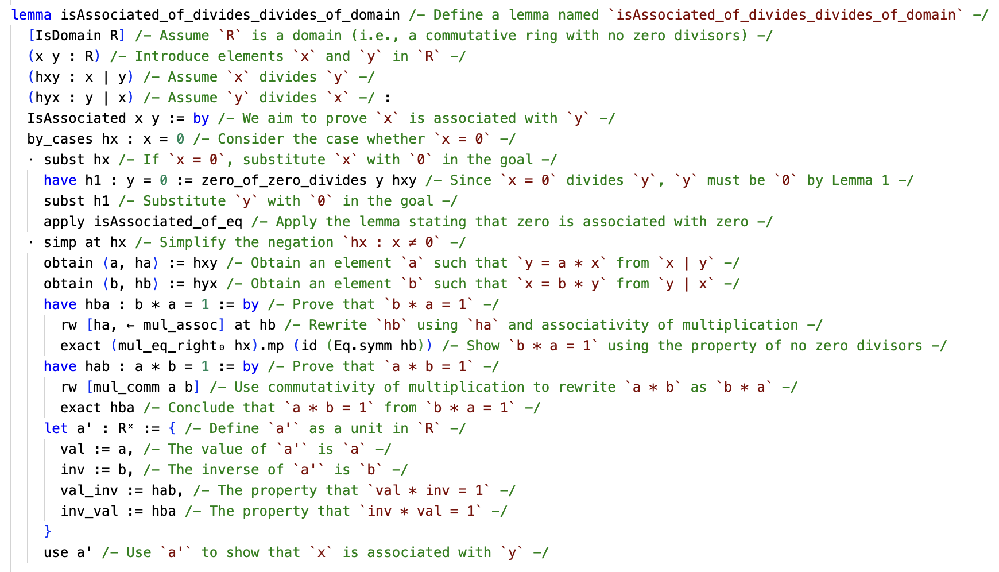 lemma isAssociated_of_divides_divides_of_domain /- Define a lemma named `isAssociated_of_divides_divides_of_domain` -/
[IsDomain R] /- Assume `R` is a domain (i.e., a commutative ring with no zero divisors) -/
(x y : R) /- Introduce elements `x` and `y` in `R` -/
(hxy : x | y) /- Assume `x` divides `y` -/
(hyx : y | x) /- Assume `y` divides `x` -/ :
IsAssociated x y := by /- We aim to prove `x` is associated with `y` -/
by_cases hx : x = 0 /- Consider the case whether `x = 0` -/
· subst hx /- If `x = 0`, substitute `x` with `0` in the goal -/
have h1 : y = 0 := zero_of_zero_divides y hxy /- Since `x = 0` divides `y`, `y` must be `0` by Lemma 1 -/
subst h1 /- Substitute `y` with `0` in the goal -/
apply isAssociated_of_eq /- Apply the lemma stating that zero is associated with zero -/
· simp at hx /- Simplify the negation `hx : x ≠ 0` -/
obtain ⟨a, ha⟩ := hxy /- Obtain an element `a` such that `y = a * x` from `x | y` -/
obtain ⟨b, hb⟩ := hyx /- Obtain an element `b` such that `x = b * y` from `y | x` -/
have hba : b * a = 1 := by /- Prove that `b * a = 1` -/
rw [ha, ← mul_assoc] at hb /- Rewrite `hb` using `ha` and associativity of multiplication -/
exact (mul_eq_right₀ hx).mp (id (Eq.symm hb)) /- Show `b * a = 1` using the property of no zero divisors -/
have hab : a * b = 1 := by /- Prove that `a * b = 1` -/
rw [mul_comm a b] /- Use commutativity of multiplication to rewrite `a * b` as `b * a` -/
exact hba /- Conclude that `a * b = 1` from `b * a = 1` -/
let a' : Rˣ := { /- Define `a'` as a unit in `R` -/
val := a, /- The value of `a'` is `a` -/
inv := b, /- The inverse of `a'` is `b` -/
val_inv := hab, /- The property that `val * inv = 1` -/
inv_val := hba /- The property that `inv * val = 1` -/
}
use a' /- Use `a'` to show that `x` is associated with `y` -/